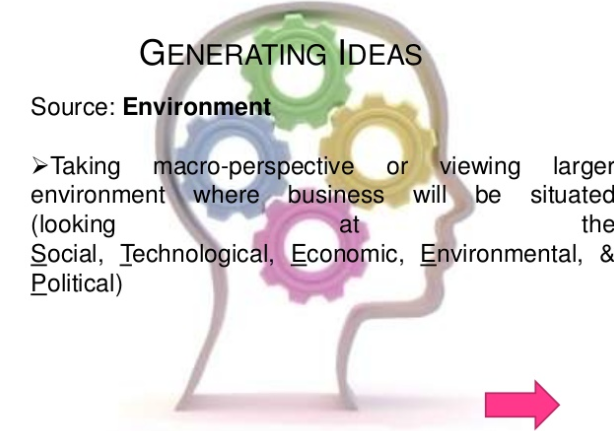 GENERATING IDEAS
Source: Environment
➢Taking macro-perspective or viewing larger
environment where business will be situated
(looking at the
Social, Technological, Economic, Environmental, &
Political)